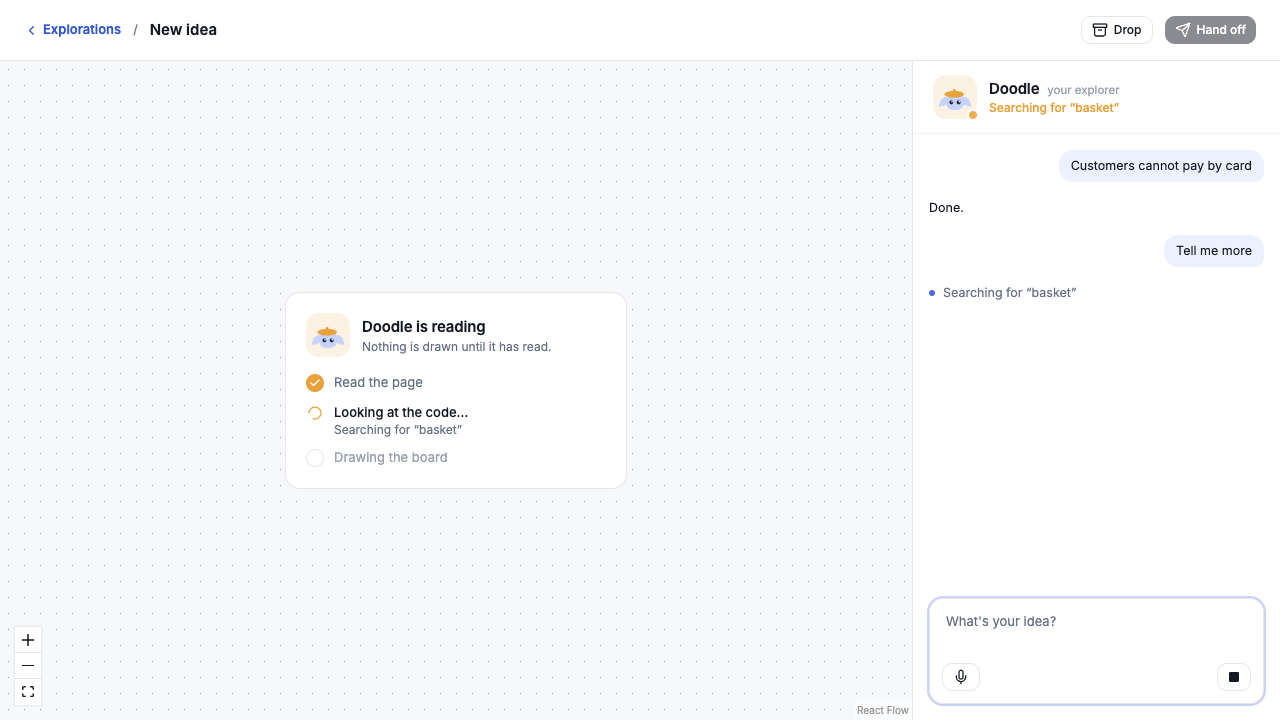 Explorations / New idea
Drop
Hand off
Doodle your explorer
Searching for “basket”
Customers cannot pay by card
Done.
Tell me more
Searching for “basket”
Doodle is reading
Nothing is drawn until it has read.
Read the page
Looking at the code...
Searching for “basket”
Drawing the board
What's your idea?
React Flow